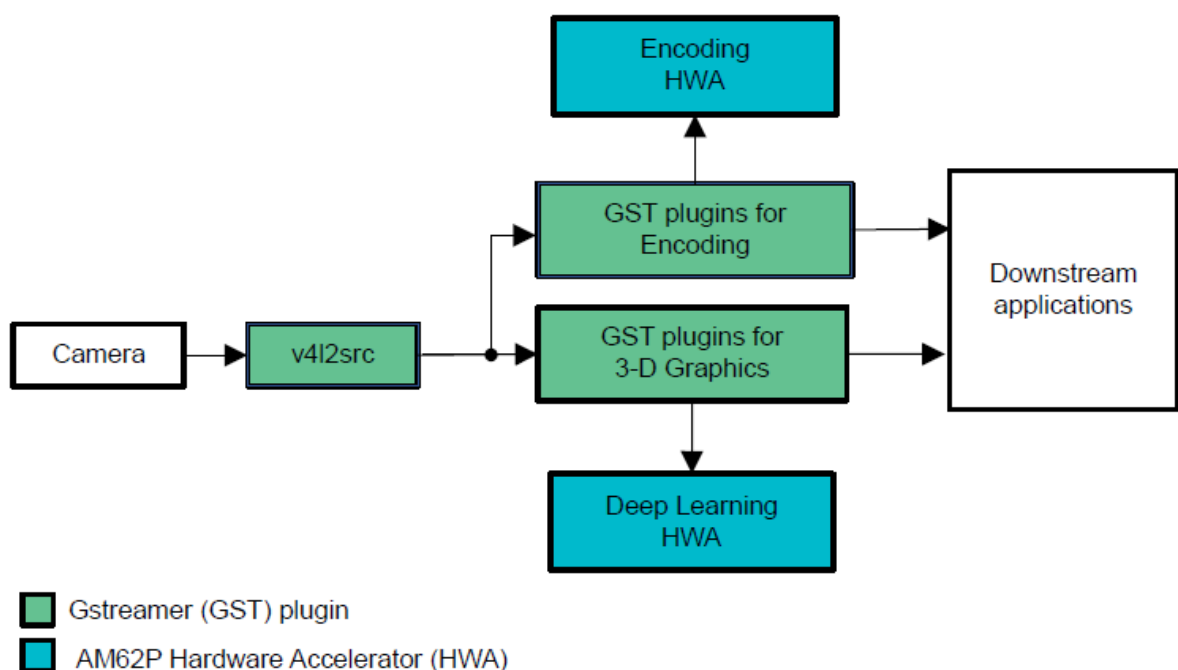 Encoding
HWA
GST plugins for
Encoding
Downstream
applications
Camera
v4l2src
GST plugins for
3-D Graphics
Deep Learning
HWA
Gstreamer (GST) plugin
AM62P Hardware Accelerator (HWA)